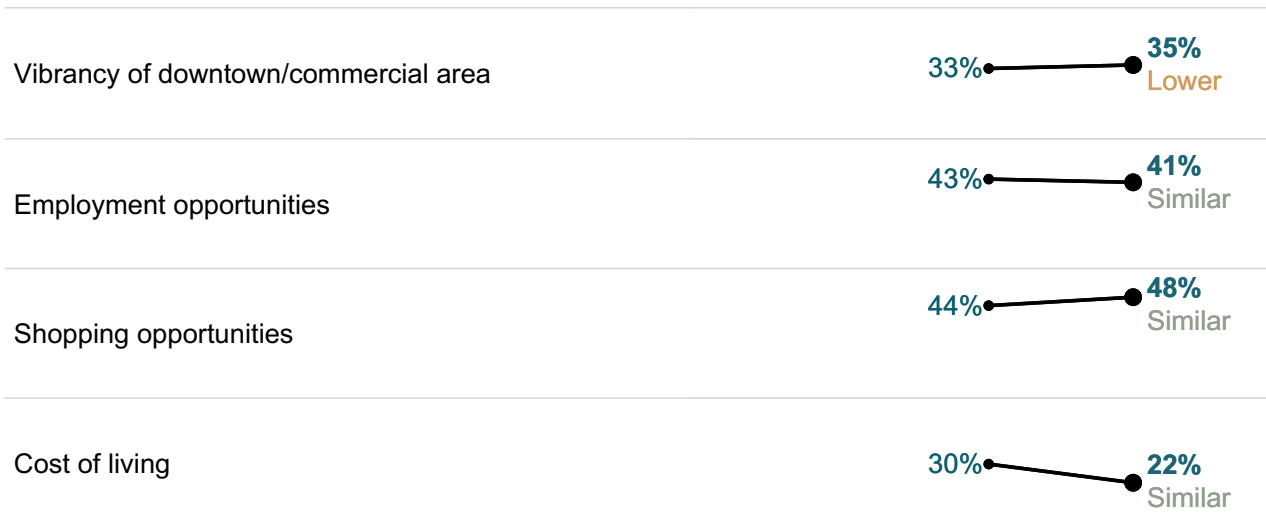 35%
Vibrancy of downtown/commercial area 33%
Lower
41%
Employment opportunities 43%
Similar
48%
Shopping opportunities 44%
Similar
Cost of living 30% 22%
Similar